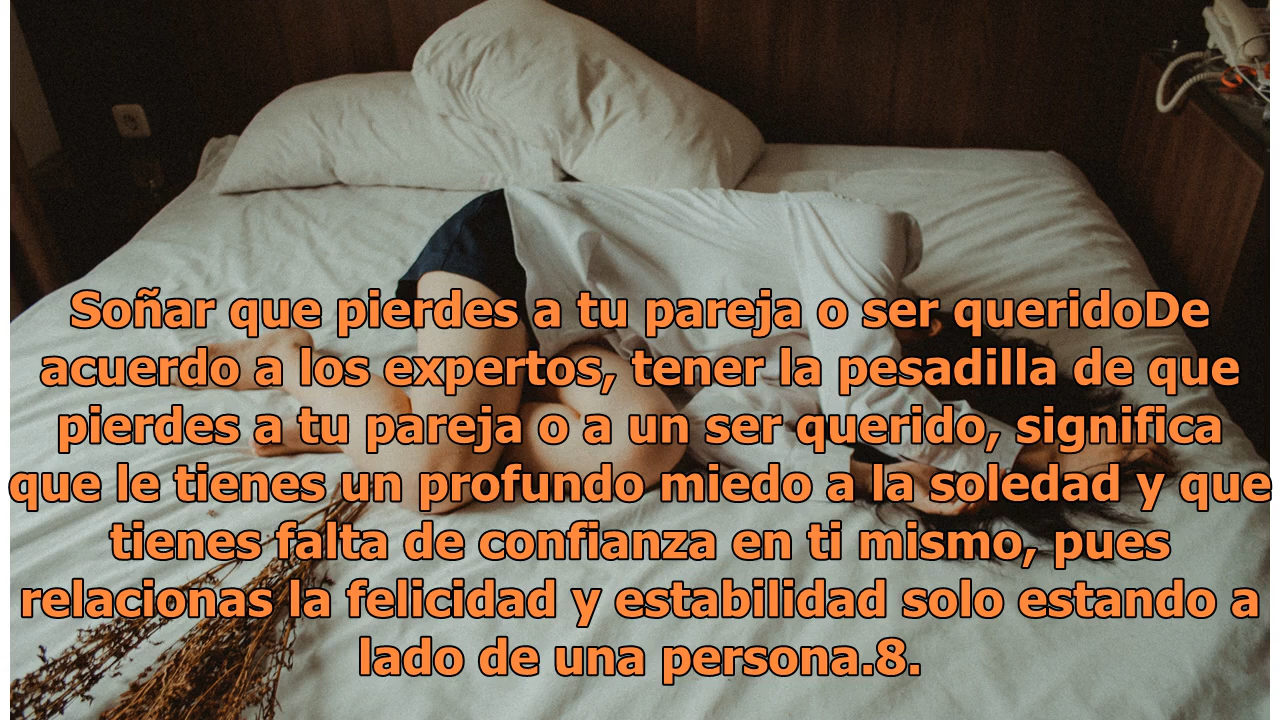 Soñar que pierdes a tu pareja o ser queridoDe
acuerdo a los expertos, tener la pesadilla de que
pierdes a tu pareja o a un ser querido, significa
que le tienes un profundo miedo a la soledad y que
tienes falta de confianza en ti mismo, pues
relacionas la felicidad y estabilidad solo estando a
lado de una persona.8.